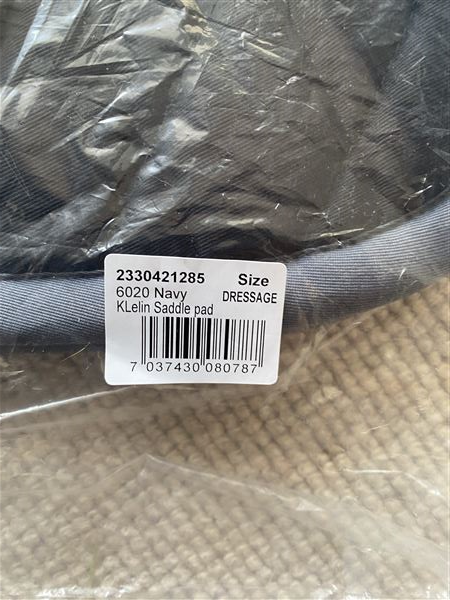 2330421285 Size
6020 Navy DRESSAGE
KLelin Saddle pad
7 037430 080787